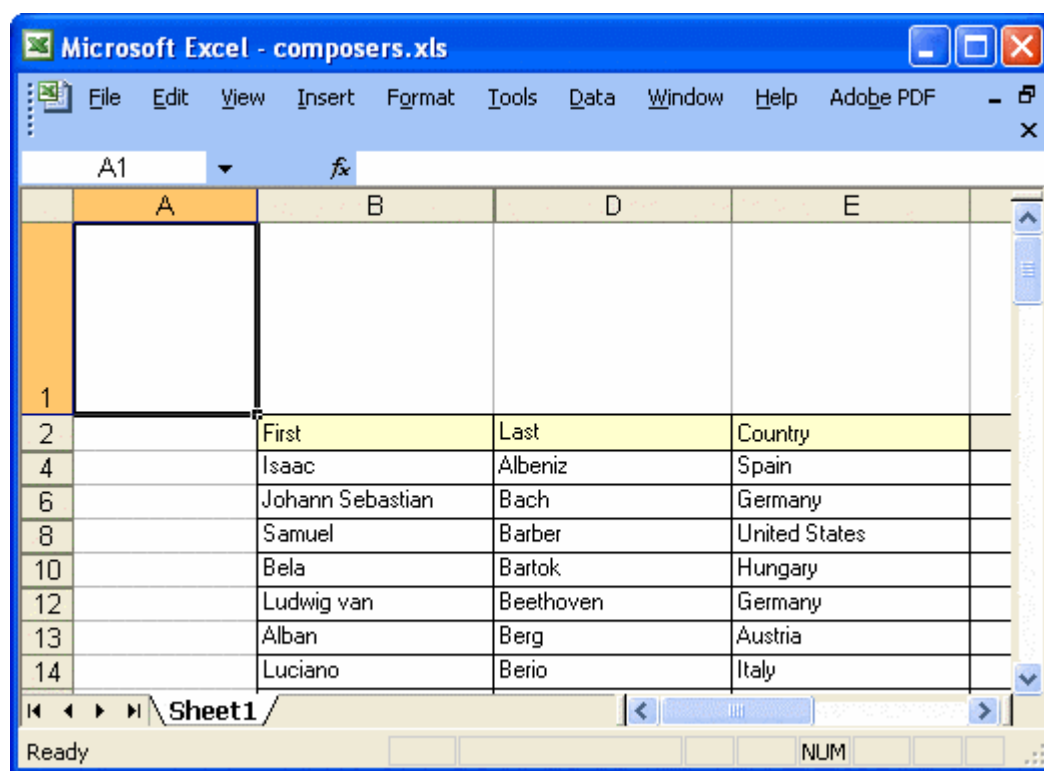 Microsoft Excel - composers.xls
File Edit View Insert Format Tools Data Window Help Adobe PDF
A1 fx
A B D E
1
2 First Last Country
4 Isaac Albeniz Spain
6 Johann Sebastian Bach Germany
8 Samuel Barber United States
10 Bela Bartok Hungary
12 Ludwig van Beethoven Germany
13 Alban Berg Austria
14 Luciano Berio Italy
Sheet1
Ready NUM